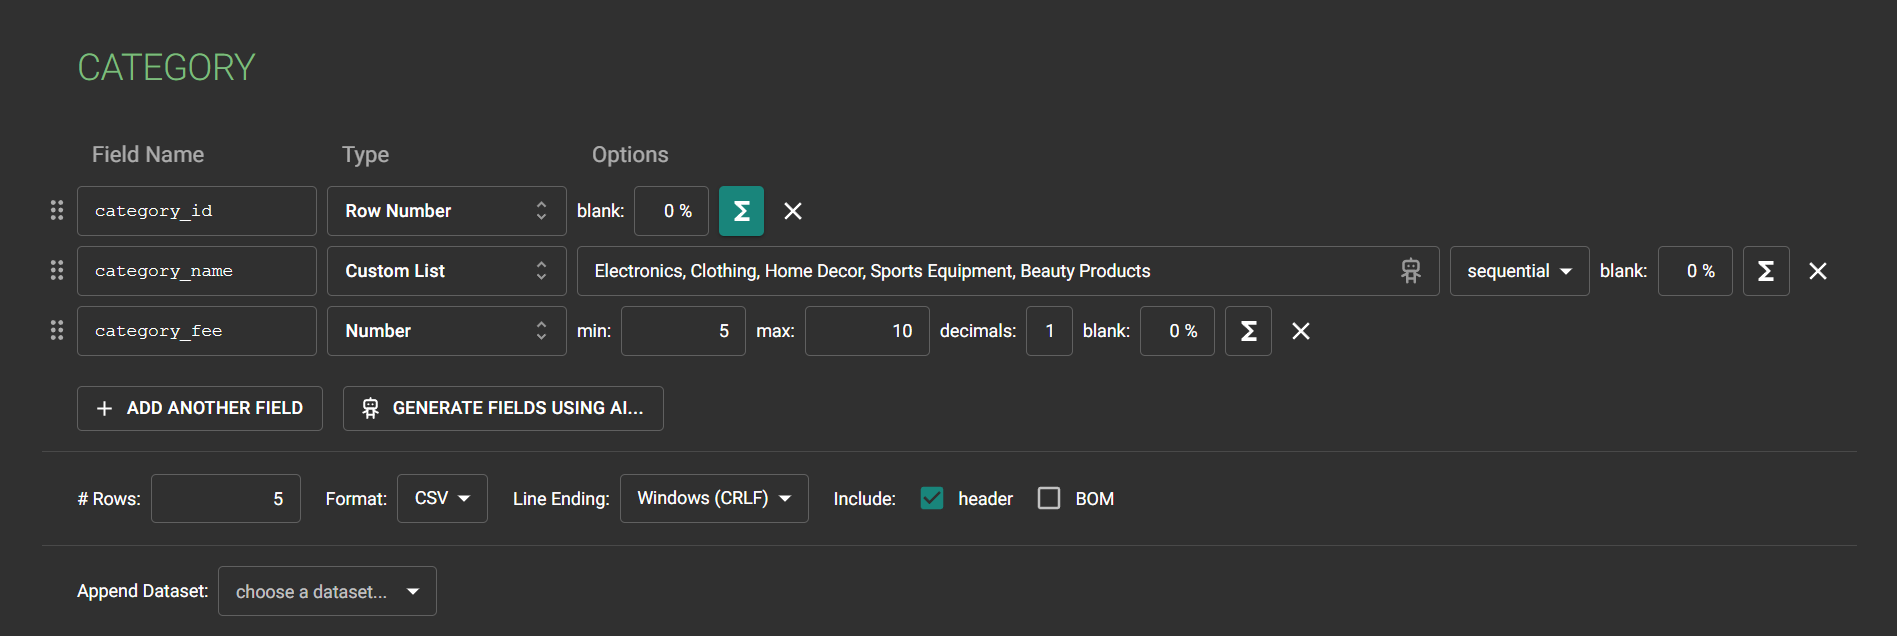 CATEGORY
Field Name Type Options
category_id Row Number blank: 0 % Σ
category_name Custom List Electronics, Clothing, Home Decor, Sports Equipment, Beauty Products sequential blank: 0 % Σ
category_fee Number min: 5 max: 10 decimals: 1 blank: 0 % Σ
ADD ANOTHER FIELD GENERATE FIELDS USING AI...
# Rows: 5 Format: CSV Line Ending: Windows (CRLF) Include: header BOM
Append Dataset: choose a dataset...